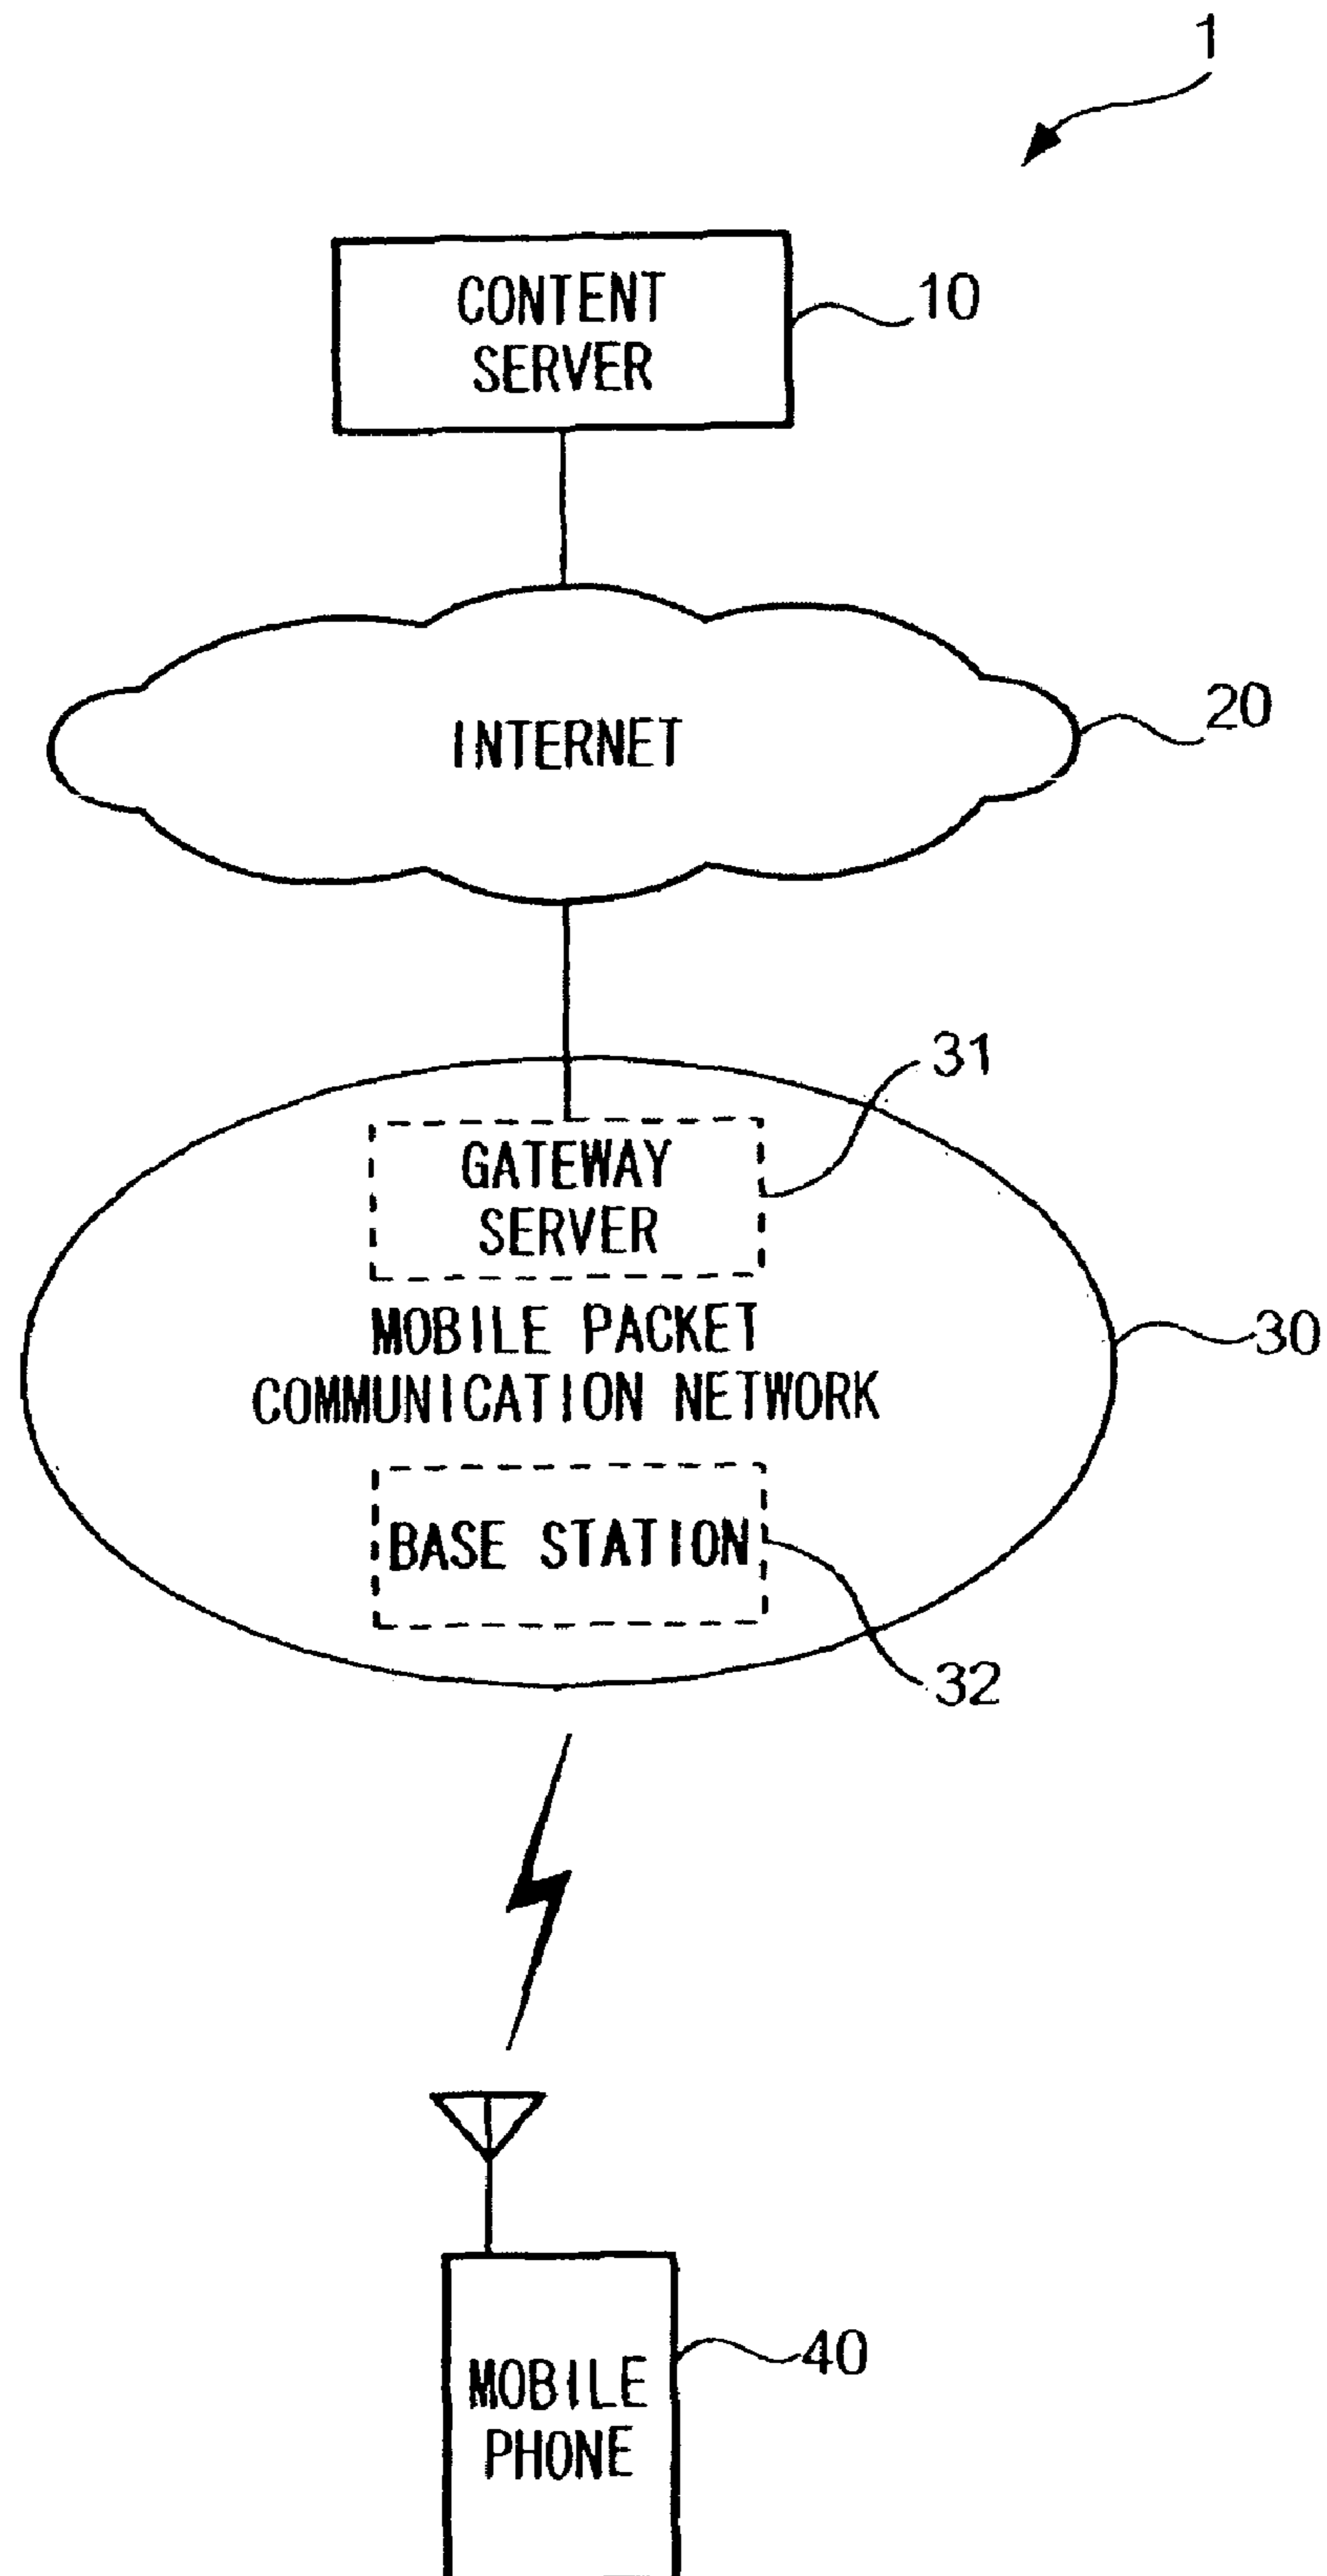 1
CONTENT
SERVER
10
INTERNET
20
31
GATEWAY
SERVER
MOBILE PACKET
COMMUNICATION NETWORK
30
BASE STATION
32
MOBILE
PHONE
40